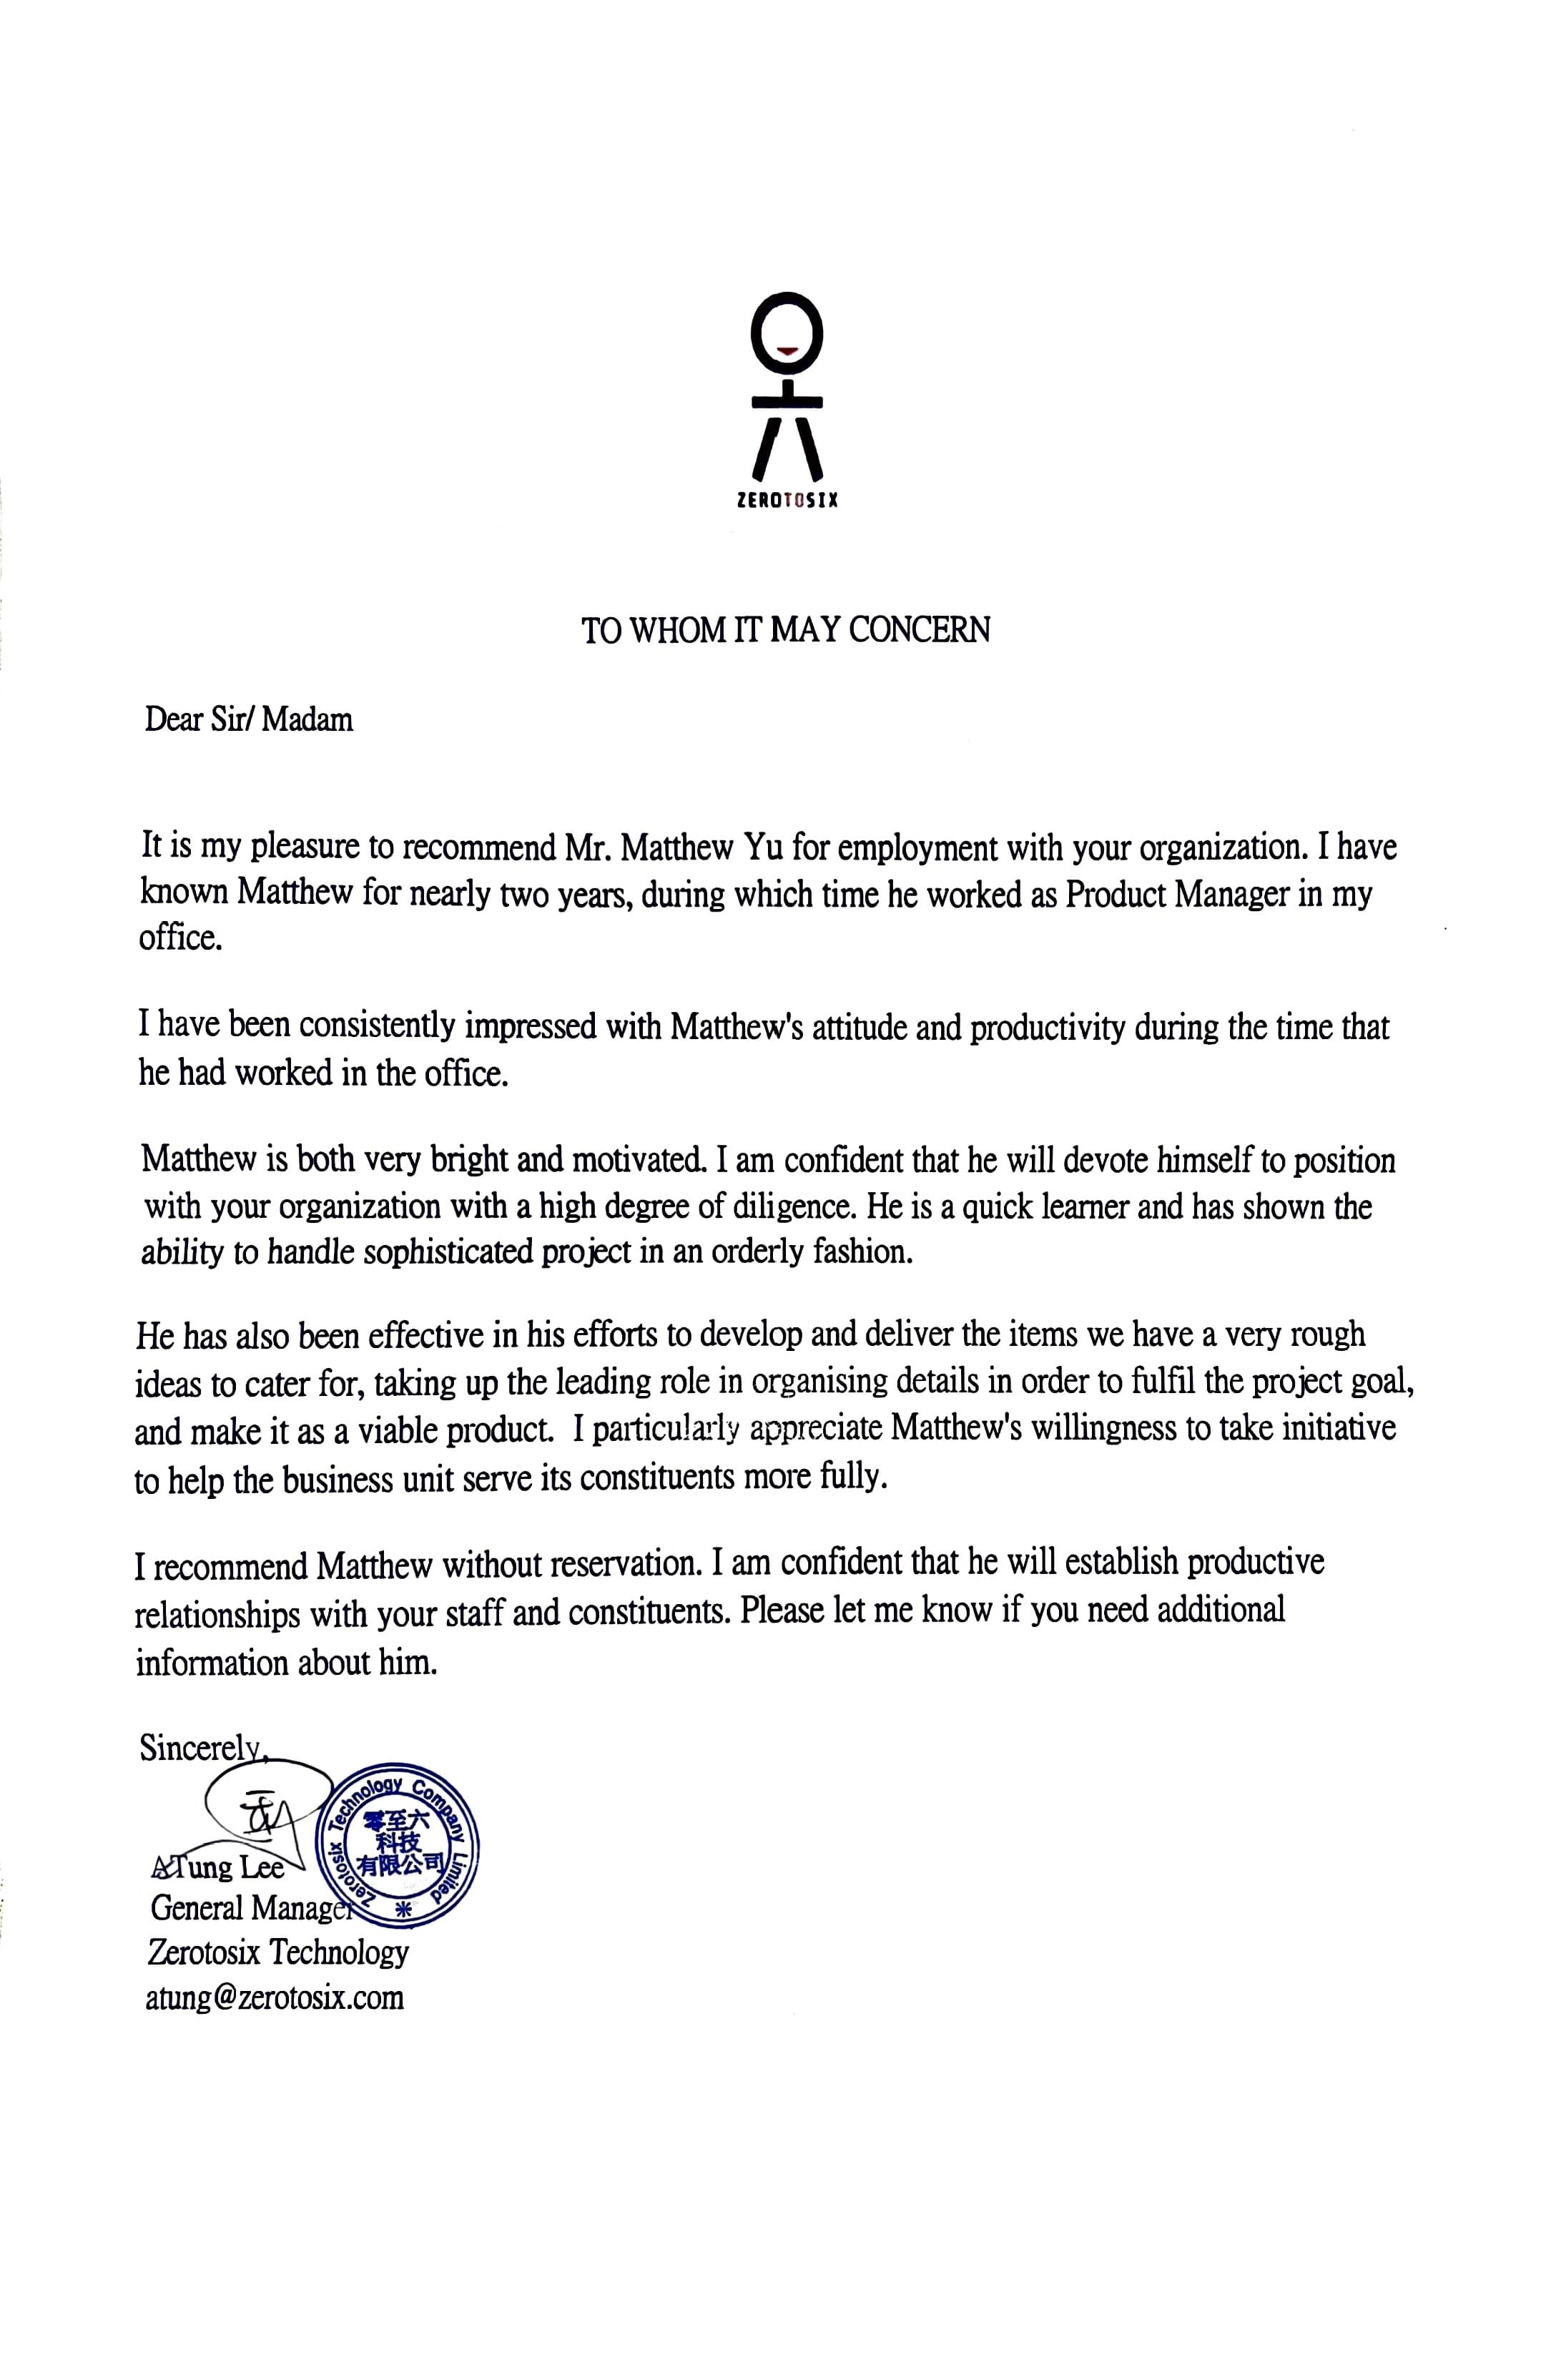 ZEROTOSIX
TO WHOM IT MAY CONCERN
Dear Sir/ Madam
It is my pleasure to recommend Mr. Matthew Yu for employment with your organization. I have
known Matthew for nearly two years, during which time he worked as Product Manager in my
office.
I have been consistently impressed with Matthew's attitude and productivity during the time that
he had worked in the office.
Matthew is both very bright and motivated. I am confident that he will devote himself to position
with your organization with a high degree of diligence. He is a quick learner and has shown the
ability to handle sophisticated project in an orderly fashion.
He has also been effective in his efforts to develop and deliver the items we have a very rough
ideas to cater for, taking up the leading role in organising details in order to fulfil the project goal,
and make it as a viable product.  I particularly appreciate Matthew's willingness to take initiative
to help the business unit serve its constituents more fully.
I recommend Matthew without reservation. I am confident that he will establish productive
relationships with your staff and constituents. Please let me know if you need additional
information about him.
Sincerely,
Zerotosix Technology Company Limited
零至六
科技
有限公司
ATung Lee
General Manager
Zerotosix Technology
atung@zerotosix.com